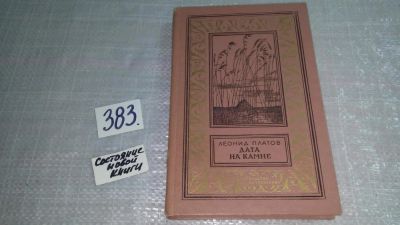 383.
Состояние
новой
книги
ЛЕОНИД ПЛАТОВ
ДАТА
НА КАМНЕ